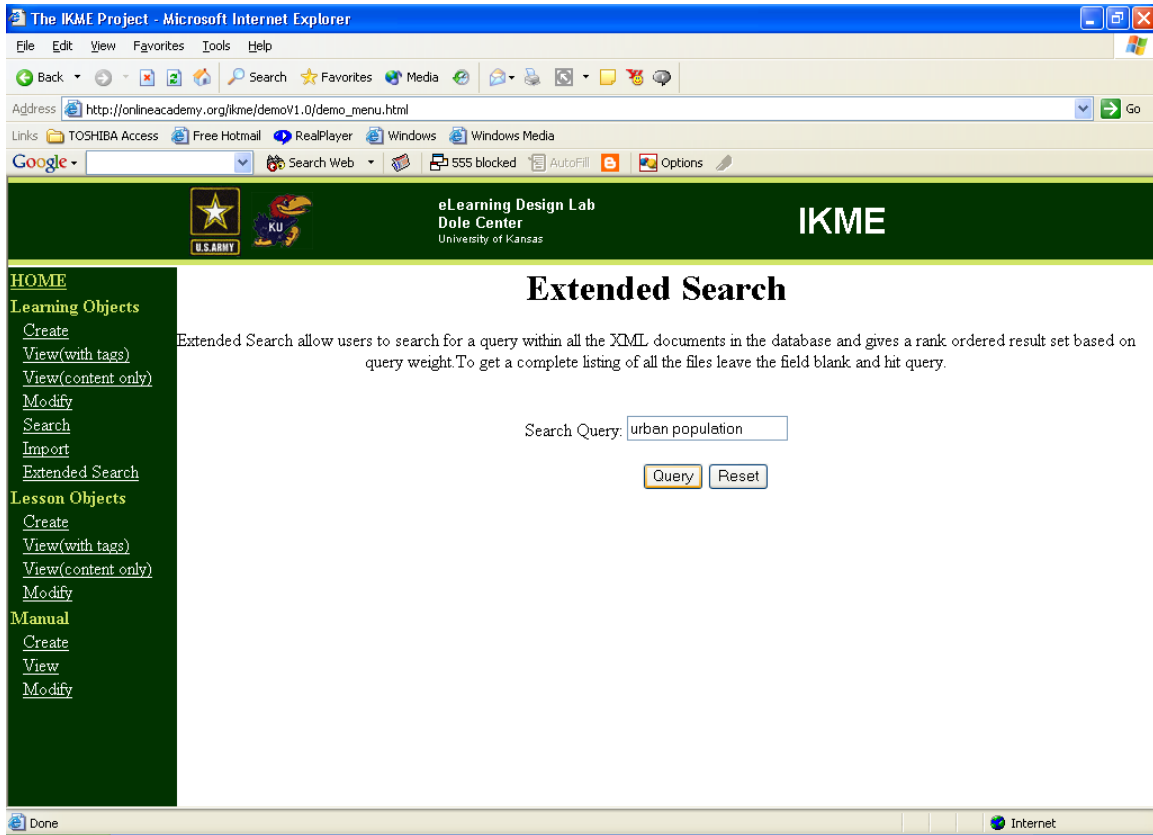 The IKME Project - Microsoft Internet Explorer
File Edit View Favorites Tools Help
Back Search Favorites Media
Address http://onlineacademy.org/ikme/demoV1.0/demo_menu.html Go
Links TOSHIBA Access Free Hotmail RealPlayer Windows Windows Media
Google Search Web 555 blocked AutoFill Options
U.S.ARMY
KU
eLearning Design Lab
Dole Center
University of Kansas
IKME
HOME
Learning Objects
Create
View(with tags)
View(content only)
Modify
Search
Import
Extended Search
Lesson Objects
Create
View(with tags)
View(content only)
Modify
Manual
Create
View
Modify
Extended Search
Extended Search allow users to search for a query within all the XML documents in the database and gives a rank ordered result set based on
query weight.To get a complete listing of all the files leave the field blank and hit query.
Search Query: urban population
Query Reset
Done Internet